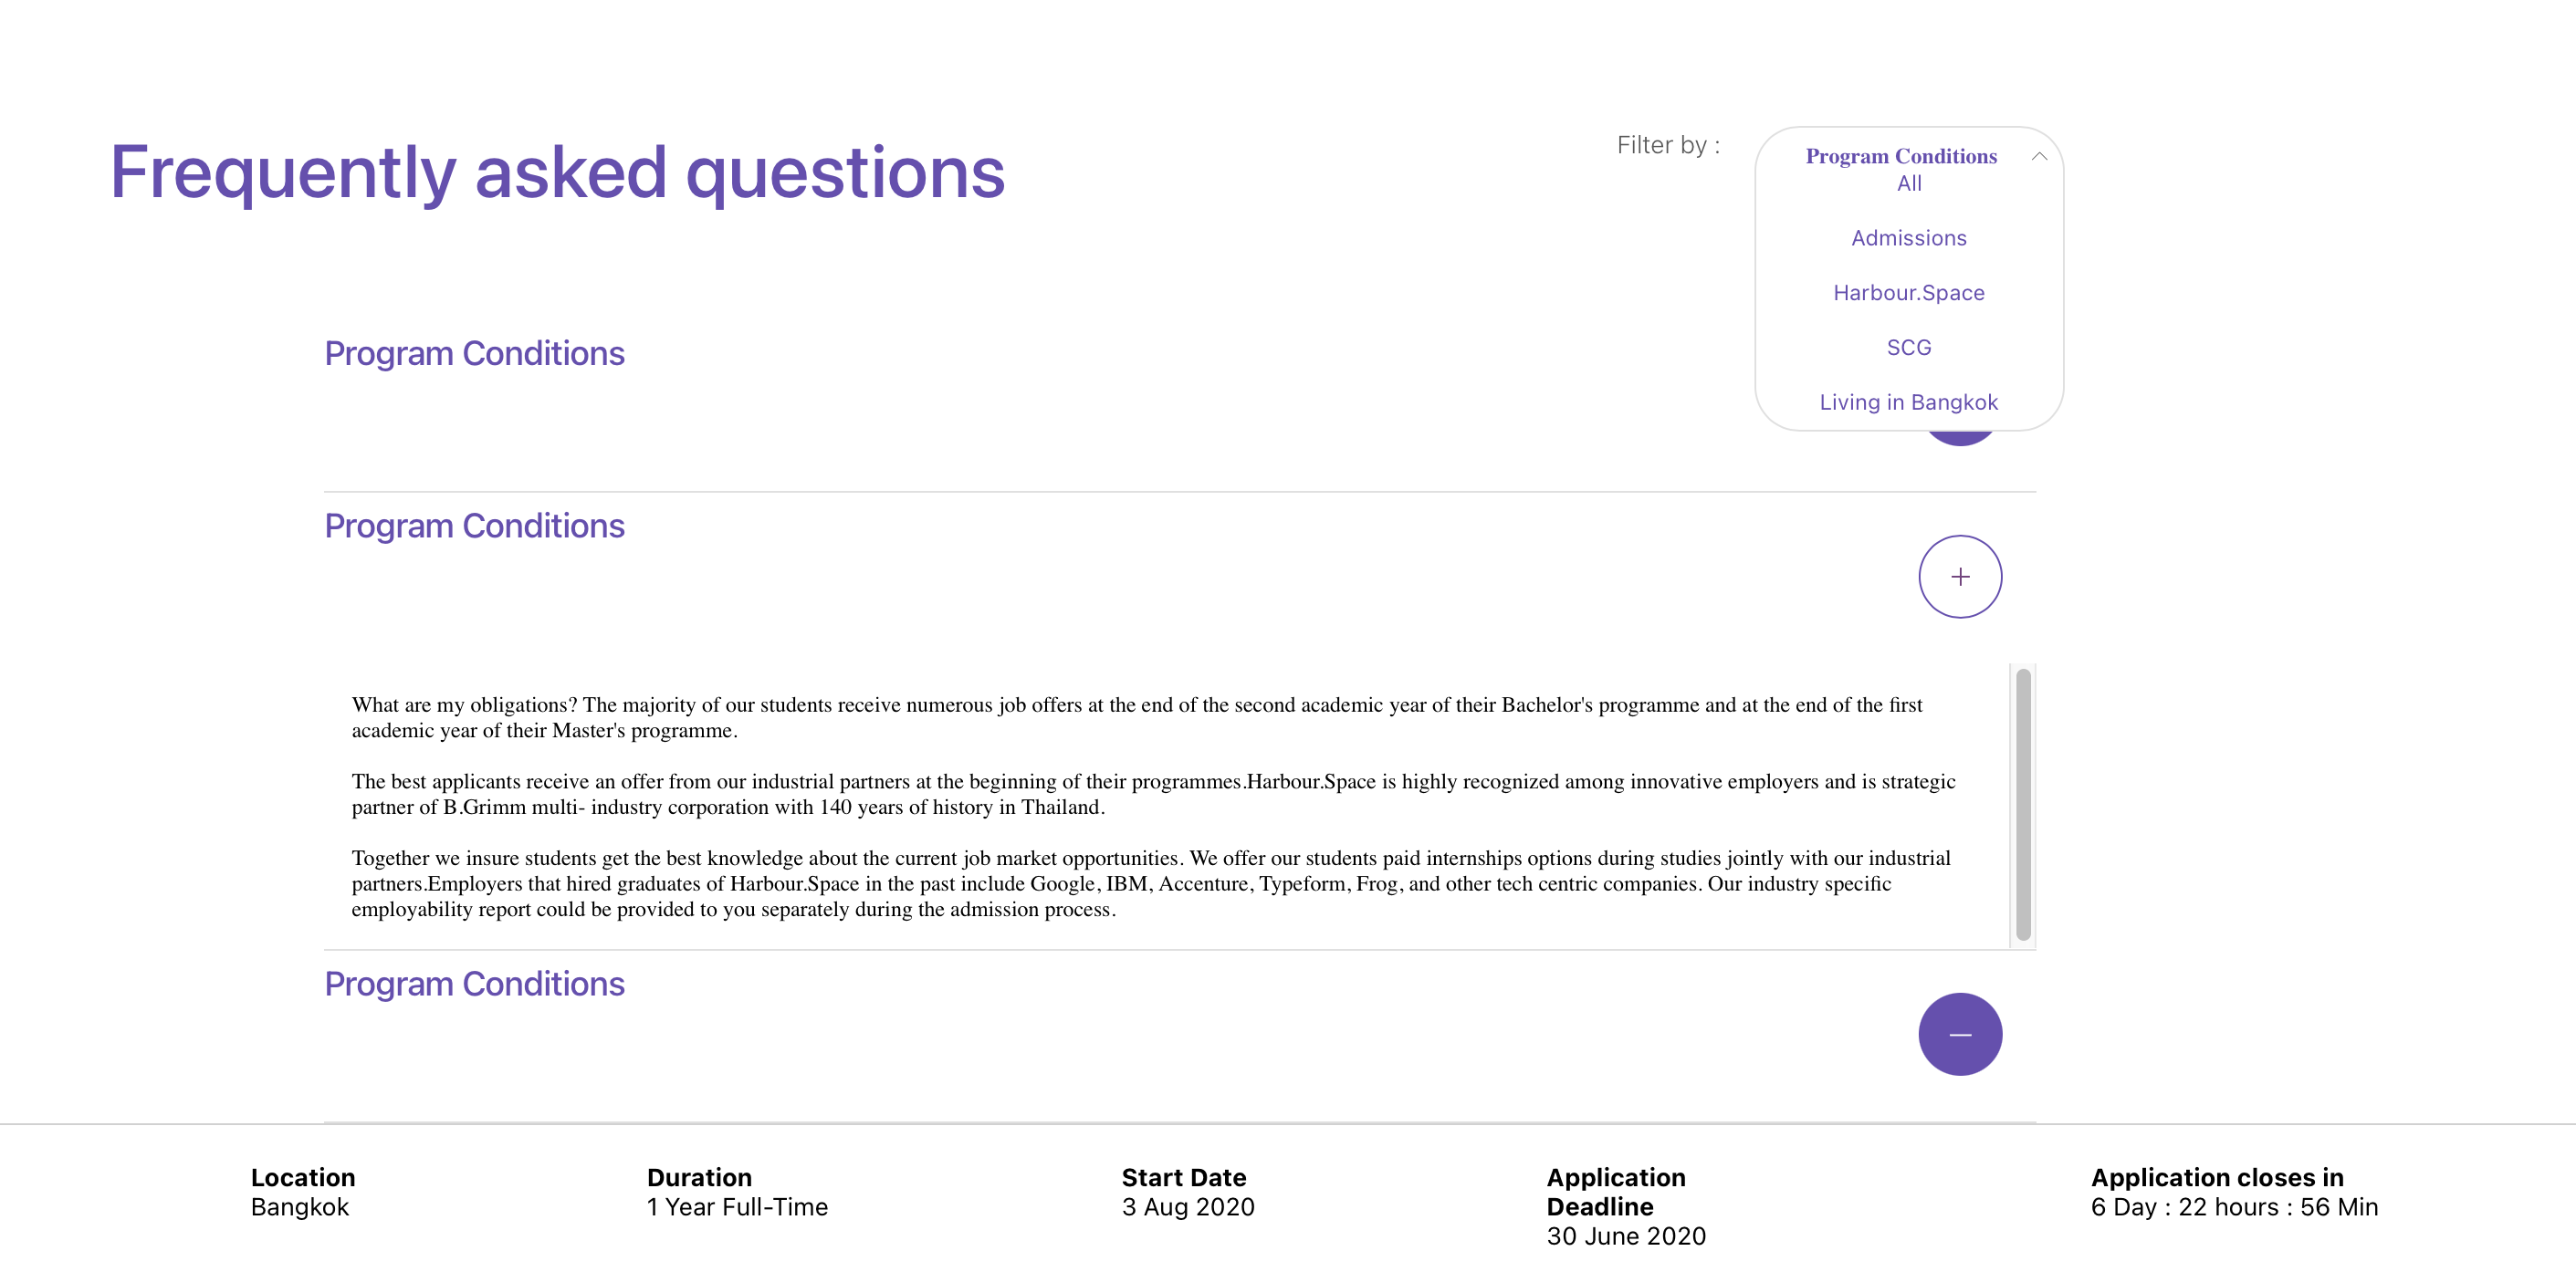 Frequently asked questions
Filter by :
Program Conditions
All
Admissions
Harbour.Space
SCG
Living in Bangkok
Program Conditions
Program Conditions
+
What are my obligations? The majority of our students receive numerous job offers at the end of the second academic year of their Bachelor's programme and at the end of the first
academic year of their Master's programme.
The best applicants receive an offer from our industrial partners at the beginning of their programmes.Harbour.Space is highly recognized among innovative employers and is strategic
partner of B.Grimm multi- industry corporation with 140 years of history in Thailand.
Together we insure students get the best knowledge about the current job market opportunities. We offer our students paid internships options during studies jointly with our industrial
partners.Employers that hired graduates of Harbour.Space in the past include Google, IBM, Accenture, Typeform, Frog, and other tech centric companies. Our industry specific
employability report could be provided to you separately during the admission process.
Program Conditions
—
Location
Bangkok
Duration
1 Year Full-Time
Start Date
3 Aug 2020
Application
Deadline
30 June 2020
Application closes in
6 Day : 22 hours : 56 Min